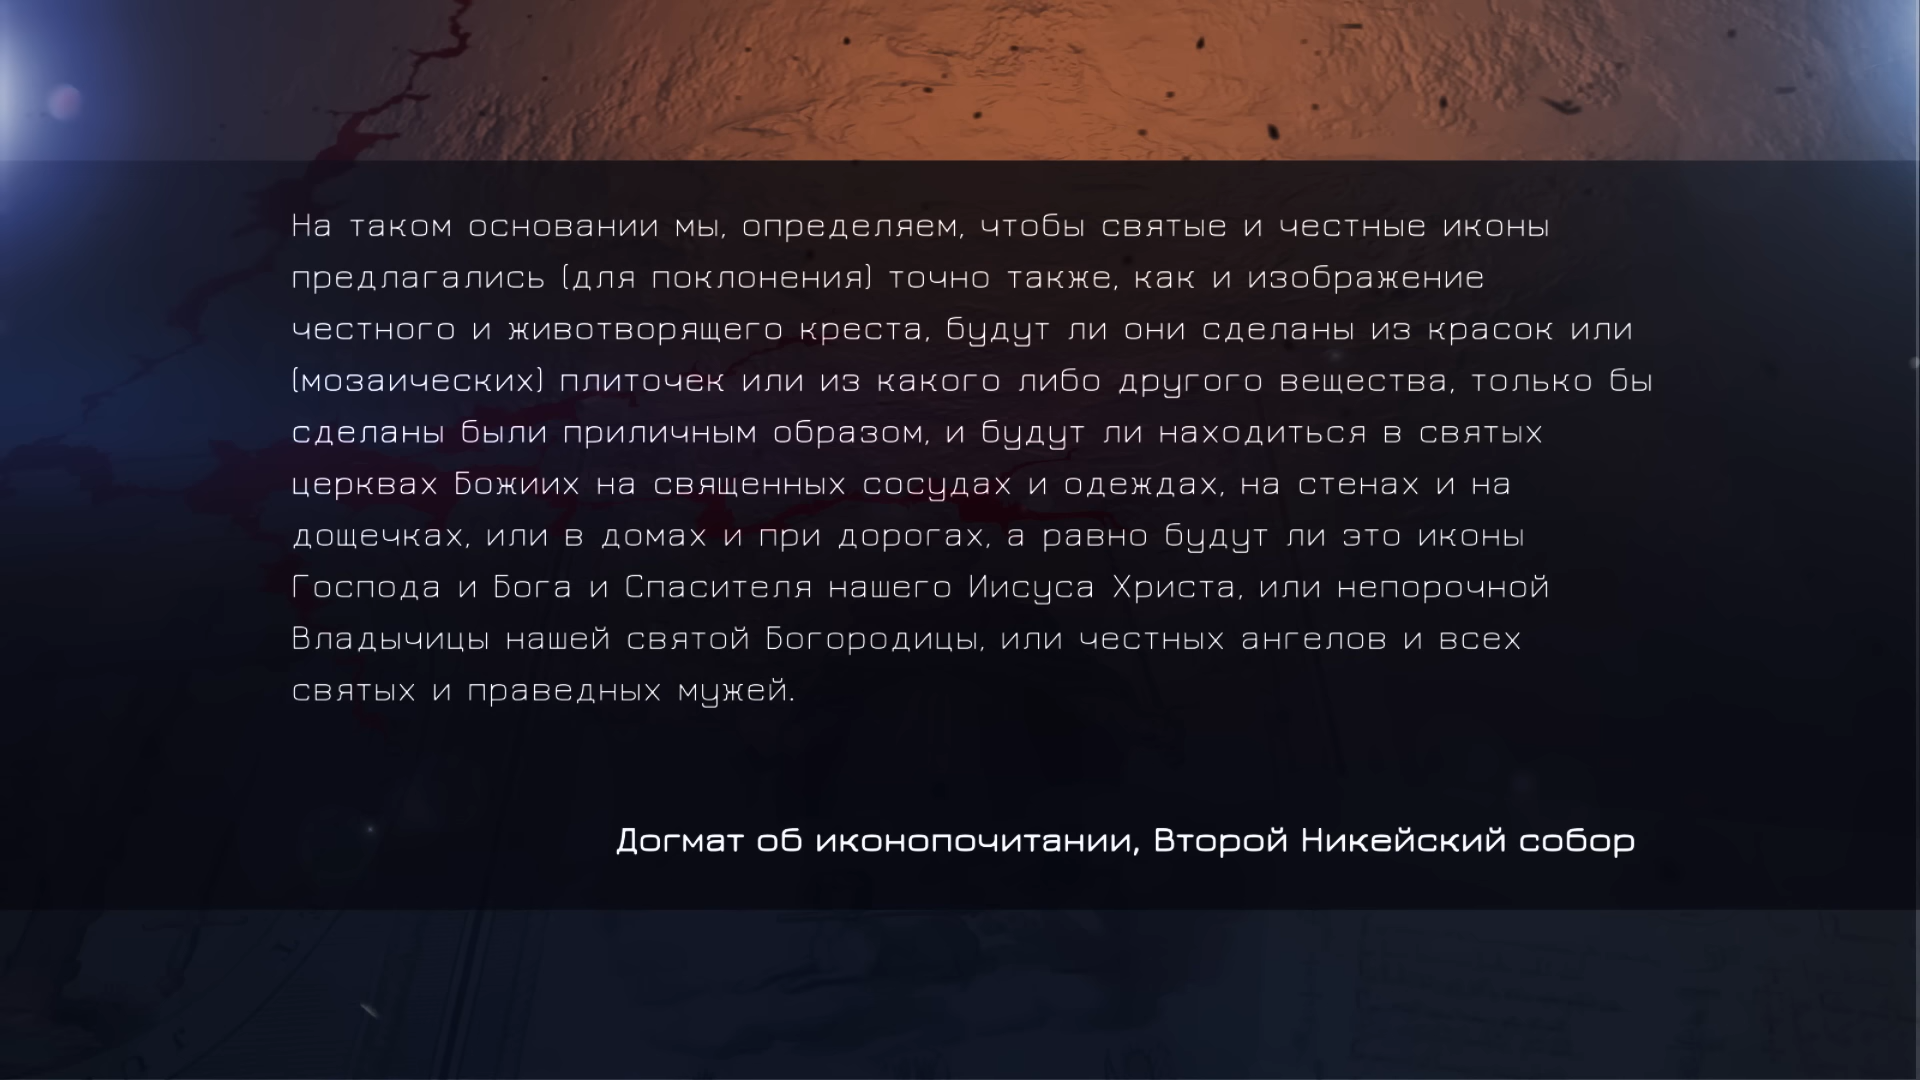 На таком основании мы, определяем, чтобы святые и честные иконы
предлагались (для поклонения) точно также, как и изображение
честного и животворящего креста, будут ли они сделаны из красок или
(мозаических) плиточек или из какого либо другого вещества, только бы
сделаны были приличным образом, и будут ли находиться в святых
церквах Божиих на священных сосудах и одеждах, на стенах и на
дощечках, или в домах и при дорогах, а равно будут ли это иконы
Господа и Бога и Спасителя нашего Иисуса Христа, или непорочной
Владычицы нашей святой Богородицы, или честных ангелов и всех
святых и праведных мужей.
Догмат об иконопочитании, Второй Никейский собор